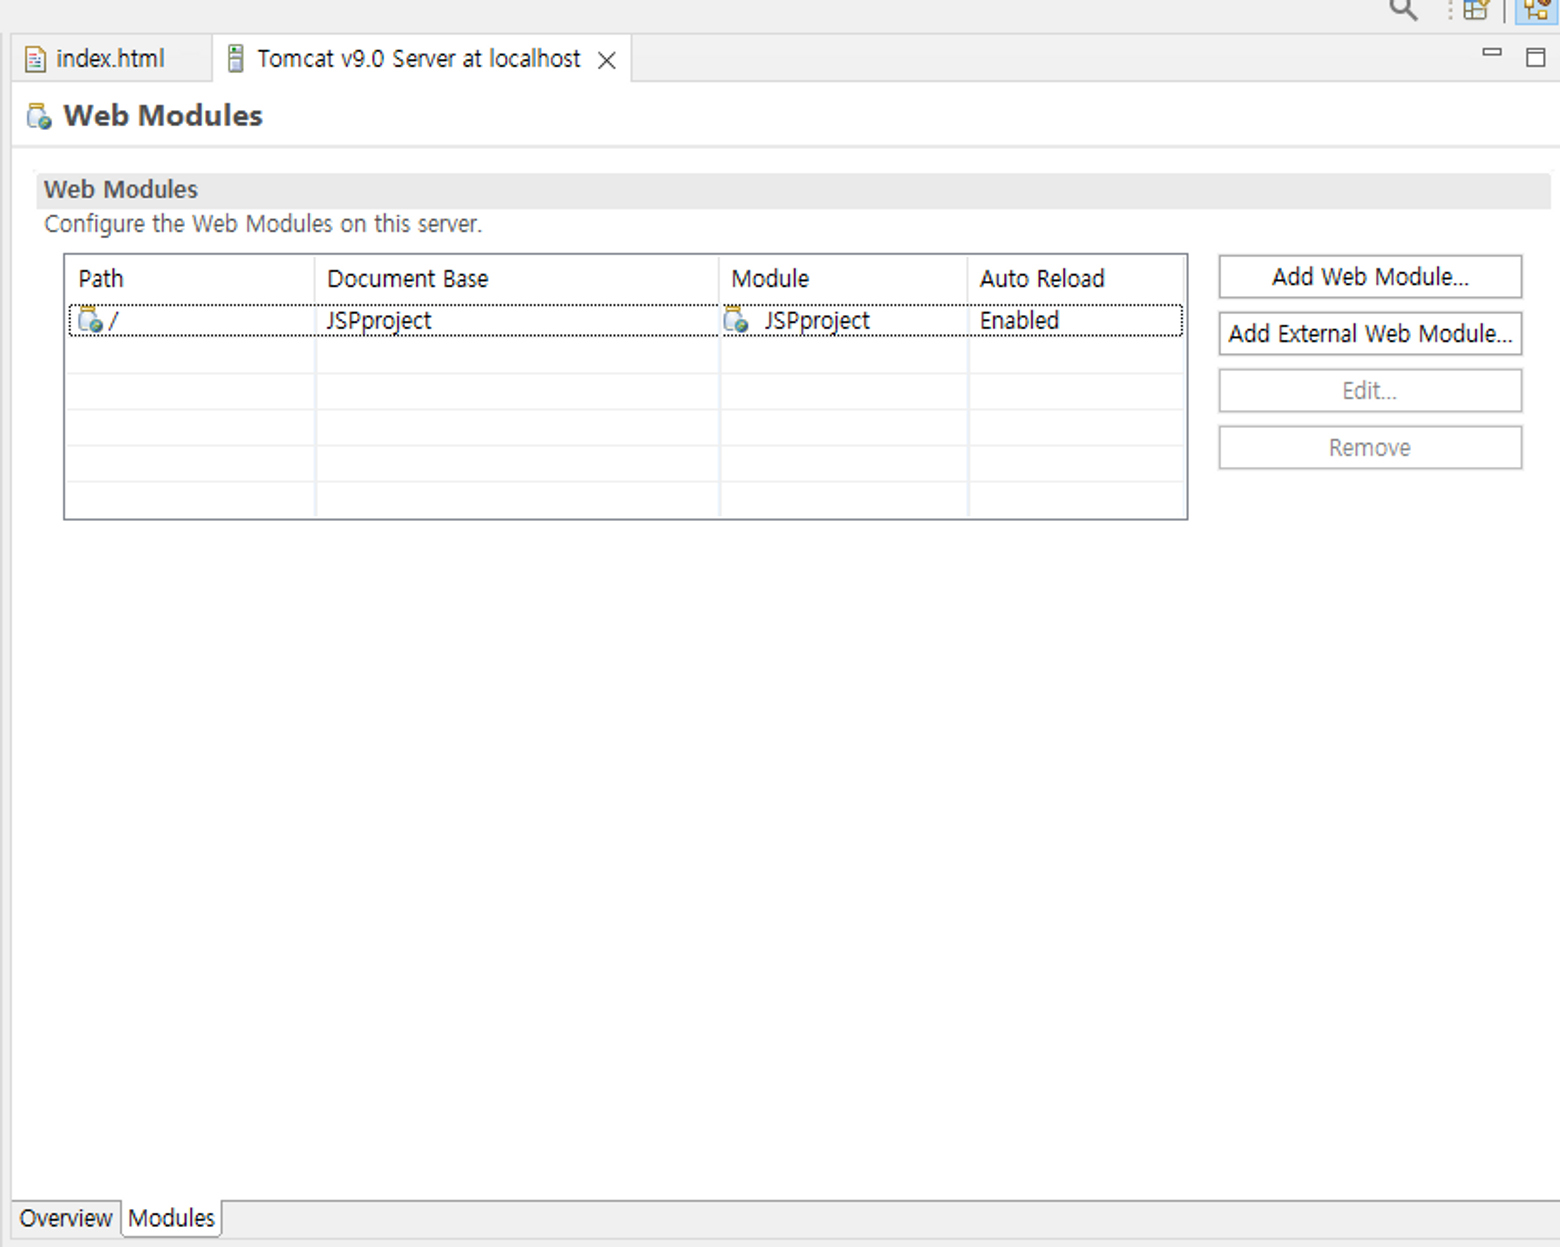 index.html
Tomcat v9.0 Server at localhost
Web Modules
Web Modules
Configure the Web Modules on this server.
Path Document Base Module Auto Reload
/ JSPproject JSPproject Enabled
Add Web Module...
Add External Web Module...
Edit...
Remove
Overview Modules